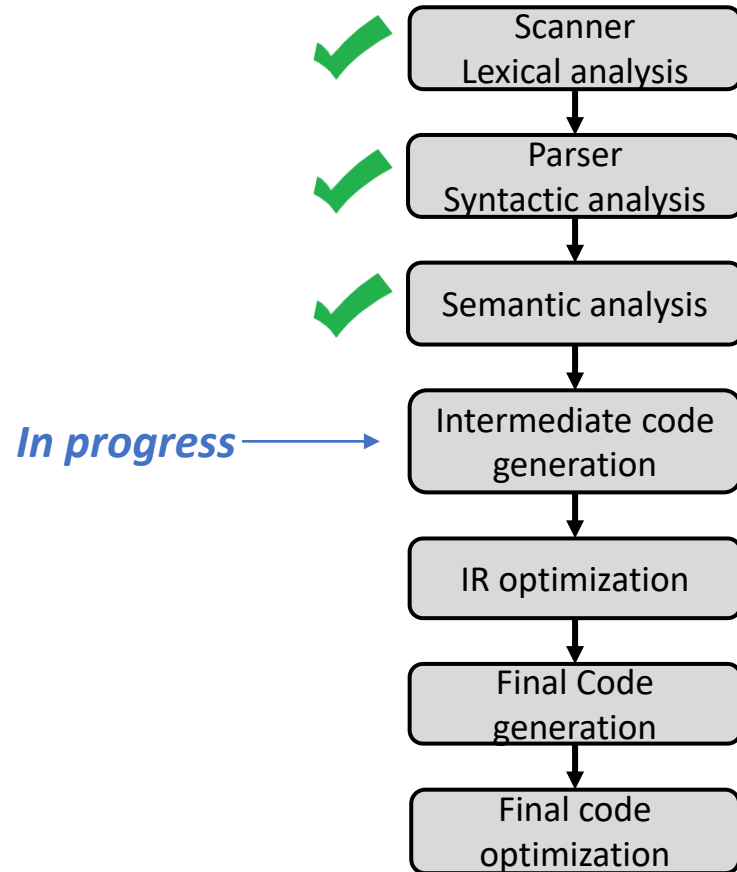 Scanner
Lexical analysis
Parser
Syntactic analysis
Semantic analysis
In progress
Intermediate code
generation
IR optimization
Final Code
generation
Final code
optimization